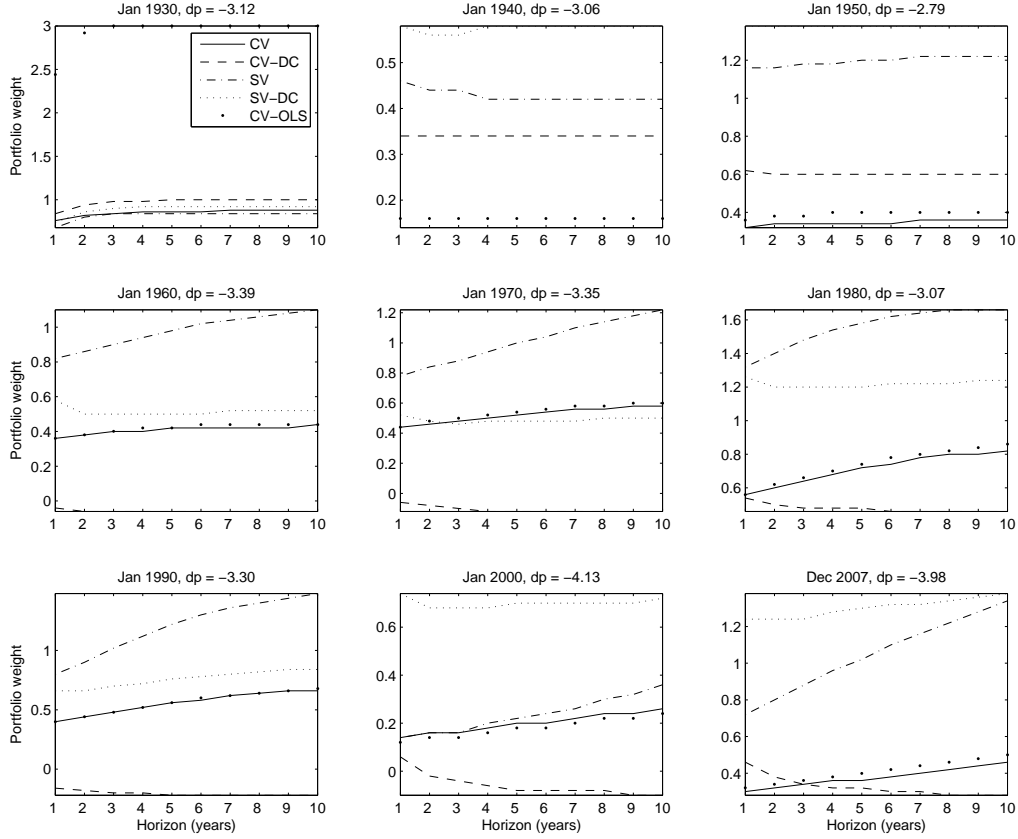 Jan 1930, dp = −3.12
Jan 1940, dp = −3.06
Jan 1950, dp = −2.79
Portfolio weight
3
2.5
2
1.5
1
CV
CV−DC
SV
SV−DC
CV−OLS
1 2 3 4 5 6 7 8 9 10
0.5
0.4
0.3
0.2
1 2 3 4 5 6 7 8 9 10
1.2
1
0.8
0.6
0.4
1 2 3 4 5 6 7 8 9 10
Jan 1960, dp = −3.39
Jan 1970, dp = −3.35
Jan 1980, dp = −3.07
Portfolio weight
1
0.8
0.6
0.4
0.2
0
1 2 3 4 5 6 7 8 9 10
1.2
1
0.8
0.6
0.4
0.2
0
1 2 3 4 5 6 7 8 9 10
1.6
1.4
1.2
1
0.8
0.6
1 2 3 4 5 6 7 8 9 10
Jan 1990, dp = −3.30
Jan 2000, dp = −4.13
Dec 2007, dp = −3.98
Portfolio weight
1
0.5
0
1 2 3 4 5 6 7 8 9 10
Horizon (years)
0.6
0.4
0.2
0
1 2 3 4 5 6 7 8 9 10
Horizon (years)
1.2
1
0.8
0.6
0.4
1 2 3 4 5 6 7 8 9 10
Horizon (years)